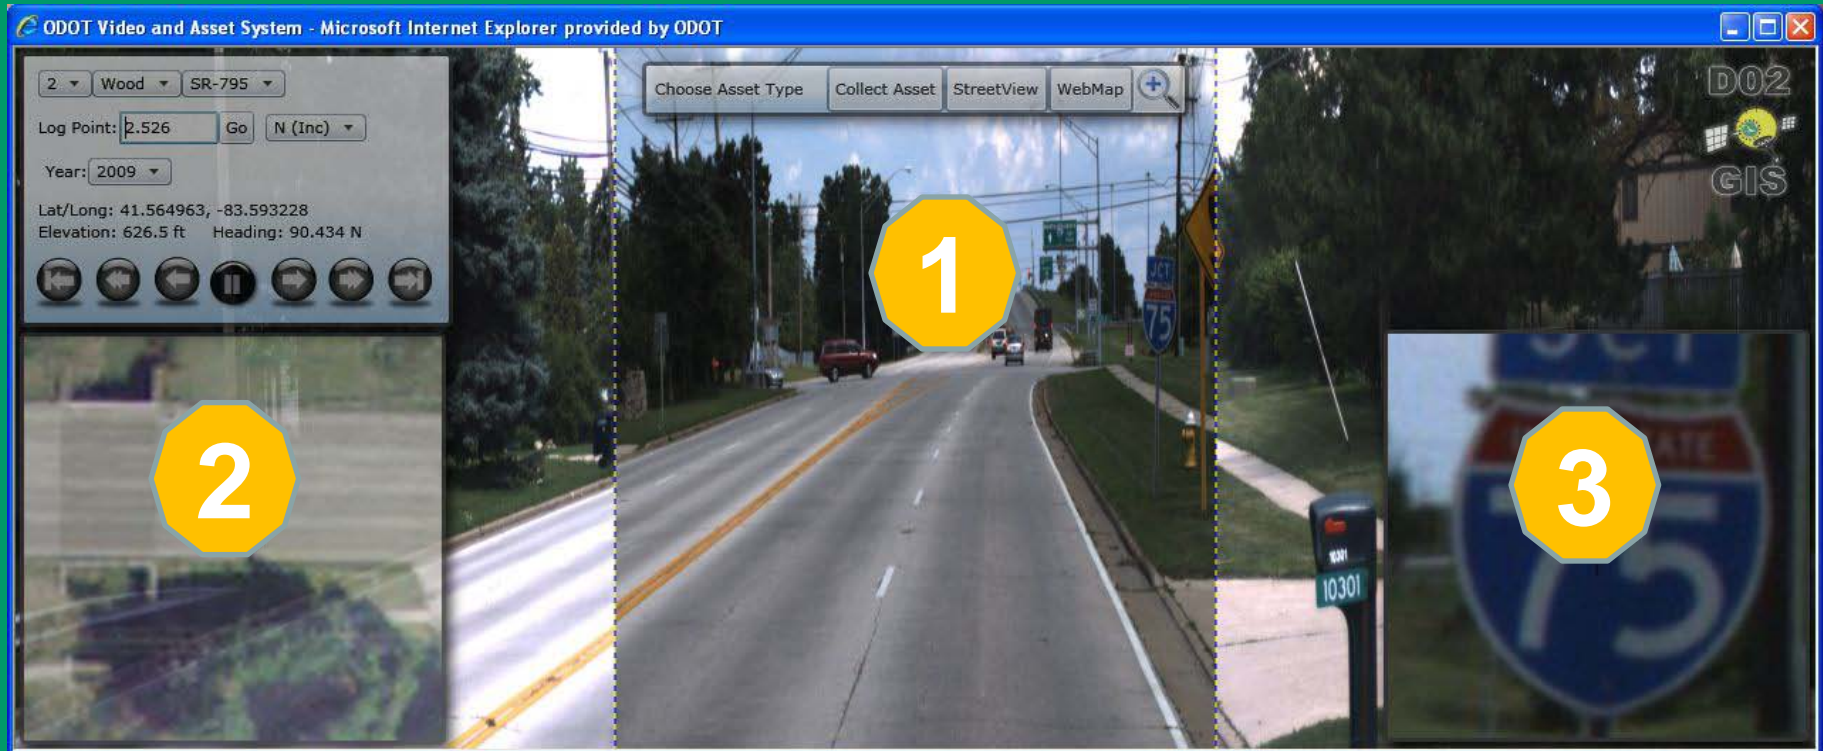 ODOT Video and Asset System - Microsoft Internet Explorer provided by ODOT
2 Wood SR-795
Log Point: 2.526 Go N (Inc)
Year: 2009
Lat/Long: 41.564963, -83.593228
Elevation: 626.5 ft Heading: 90.434 N
Choose Asset Type Collect Asset StreetView WebMap
D02
GIS
1
JCT
75
2
3
JCT
75
10301
10301